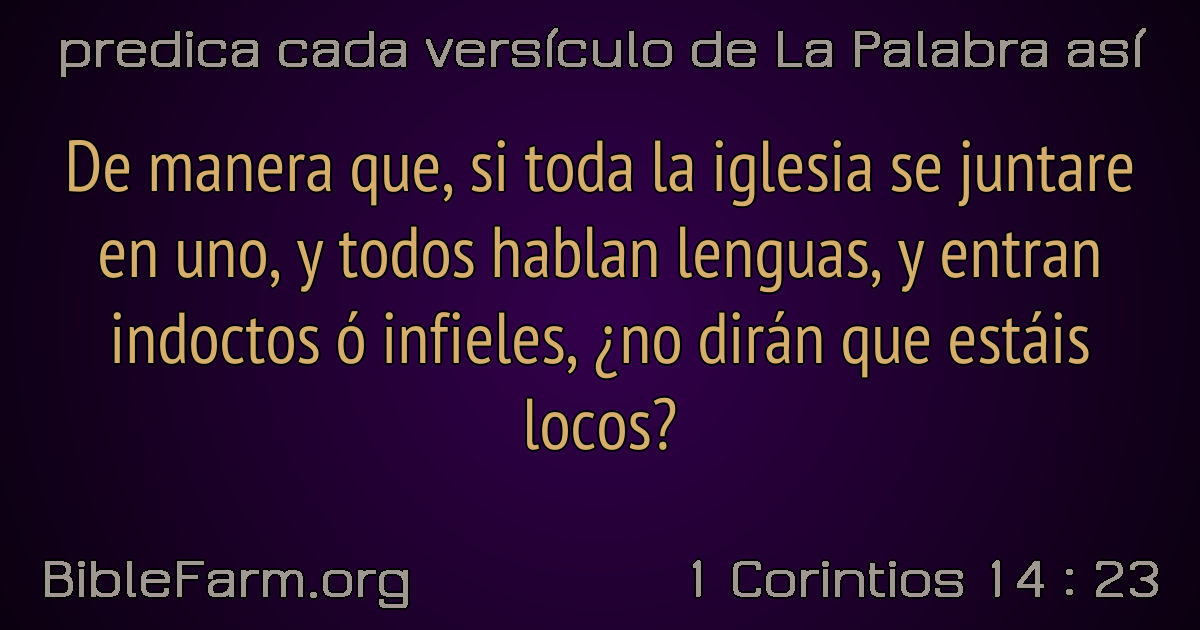 predica cada versículo de La Palabra así
De manera que, si toda la iglesia se juntare
en uno, y todos hablan lenguas, y entran
indoctos ó infieles, ¿no dirán que estáis
locos?
BibleFarm.org
1 Corintios 14 : 23